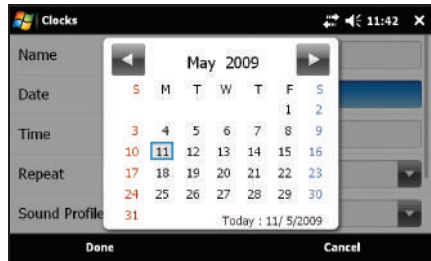 Clocks 11:42
Name
May 2009
Date
S M T W T F S
1 2
Time
3 4 5 6 7 8 9
10 11 12 13 14 15 16
Repeat
17 18 19 20 21 22 23
24 25 26 27 28 29 30
Sound Profile
31
Today : 11/ 5/2009
Done Cancel